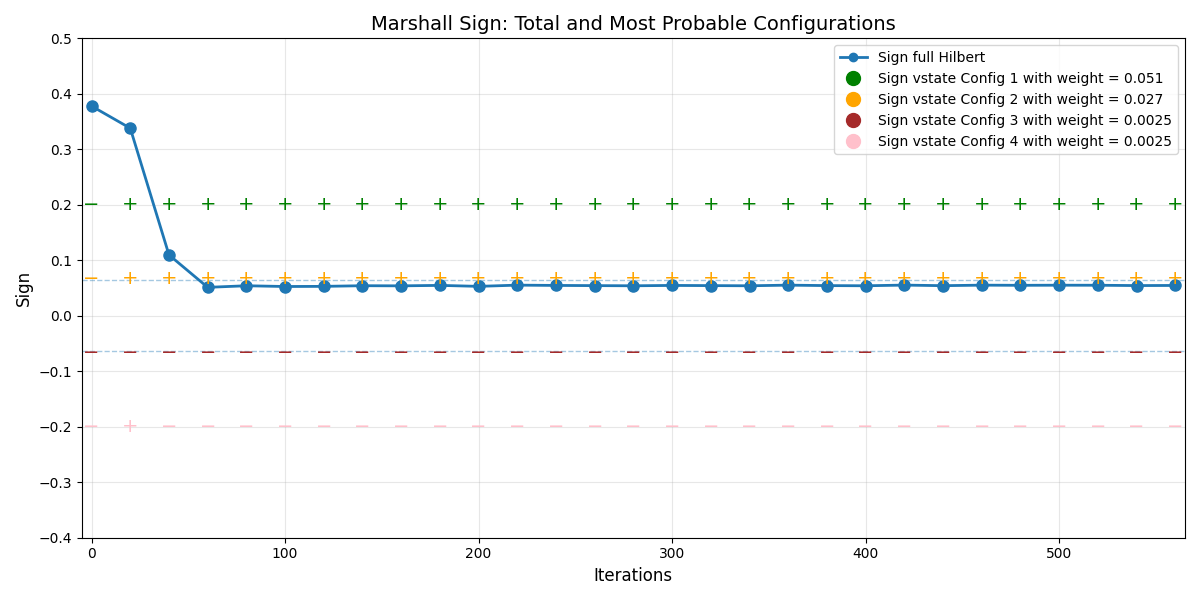 Marshall Sign: Total and Most Probable Configurations
Sign full Hilbert
Sign vstate Config 1 with weight = 0.051
Sign vstate Config 2 with weight = 0.027
Sign vstate Config 3 with weight = 0.0025
Sign vstate Config 4 with weight = 0.0025
0.5
0.4
0.3
0.2
0.1
0.0
−0.1
−0.2
−0.3
−0.4
Sign
0 100 200 300 400 500
Iterations